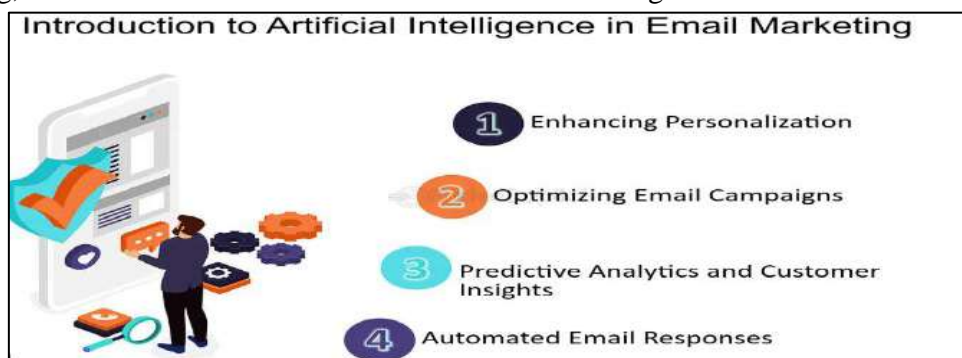 Introduction to Artificial Intelligence in Email Marketing
1 Enhancing Personalization
2 Optimizing Email Campaigns
3 Predictive Analytics and Customer
Insights
4 Automated Email Responses